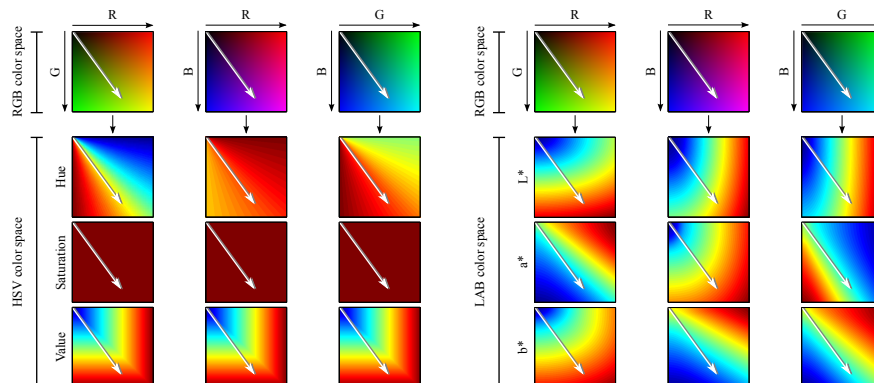 R R G R R G
RGB color space G B B RGB color space G B B
HSV color space Hue LAB color space L*
Saturation a*
Value b*